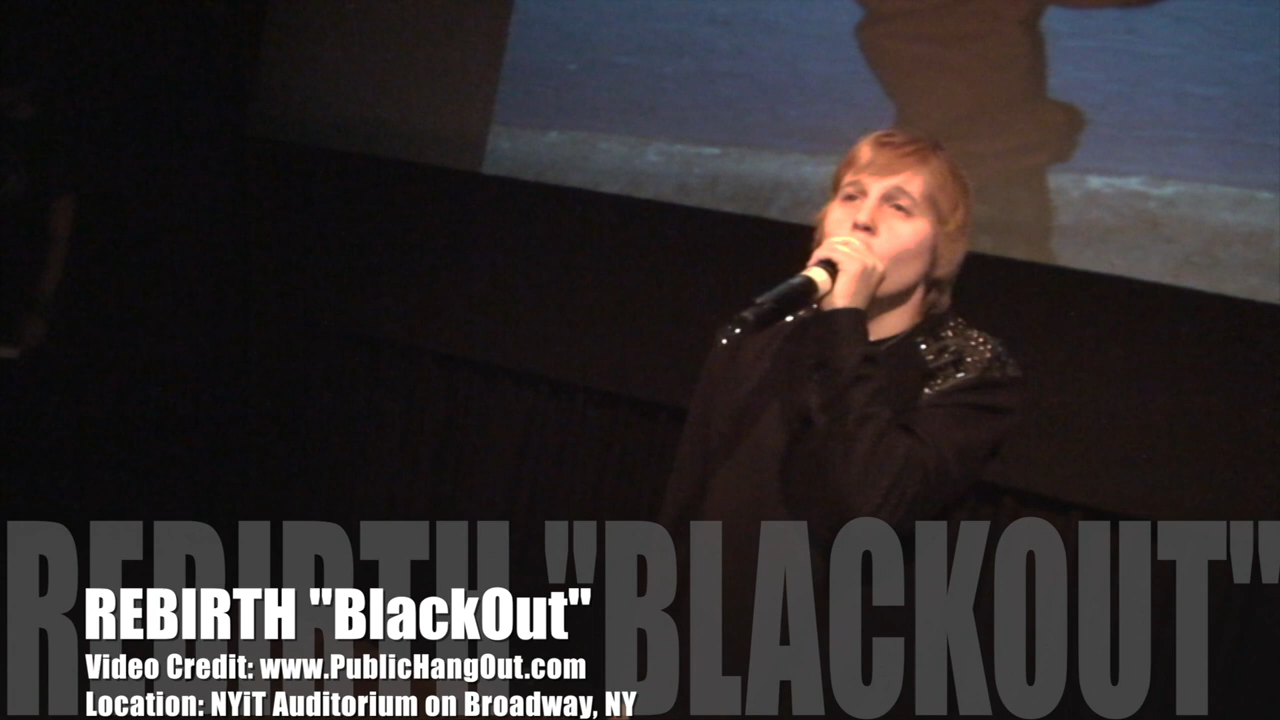 REBIRTH "BLACKOUT"
REBIRTH "BlackOut"
Video Credit: www.PublicHangOut.com
Location: NYiT Auditorium on Broadway, NY